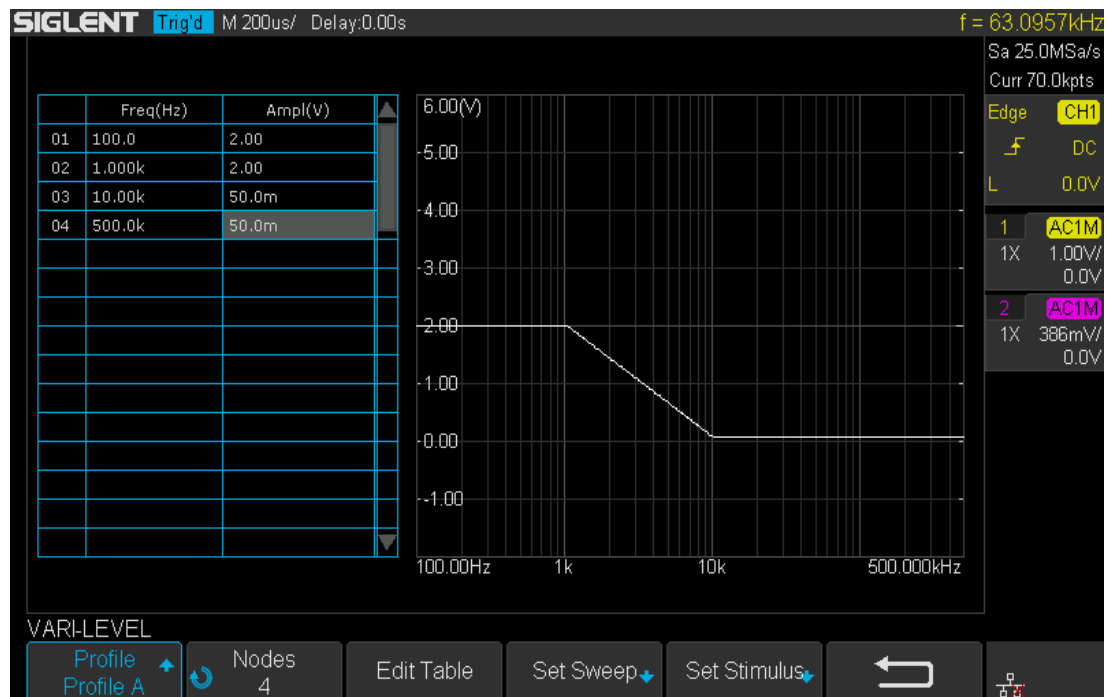 SIGLENT Trig'd M 200us/ Delay:0.00s f = 63.0957kHz
Sa 25.0MSa/s
Curr 70.0kpts
Edge CH1
DC
L 0.0V
1 AC1M
1X 1.00V/
0.0V
2 AC1M
1X 386mV/
0.0V
Freq(Hz) Ampl(V)
01 100.0 2.00
02 1.000k 2.00
03 10.00k 50.0m
04 500.0k 50.0m
6.00(V)
5.00
4.00
3.00
2.00
1.00
0.00
-1.00
100.00Hz 1k 10k 500.000kHz
VARI-LEVEL
Profile
Profile A
Nodes
4
Edit Table
Set Sweep
Set Stimulus